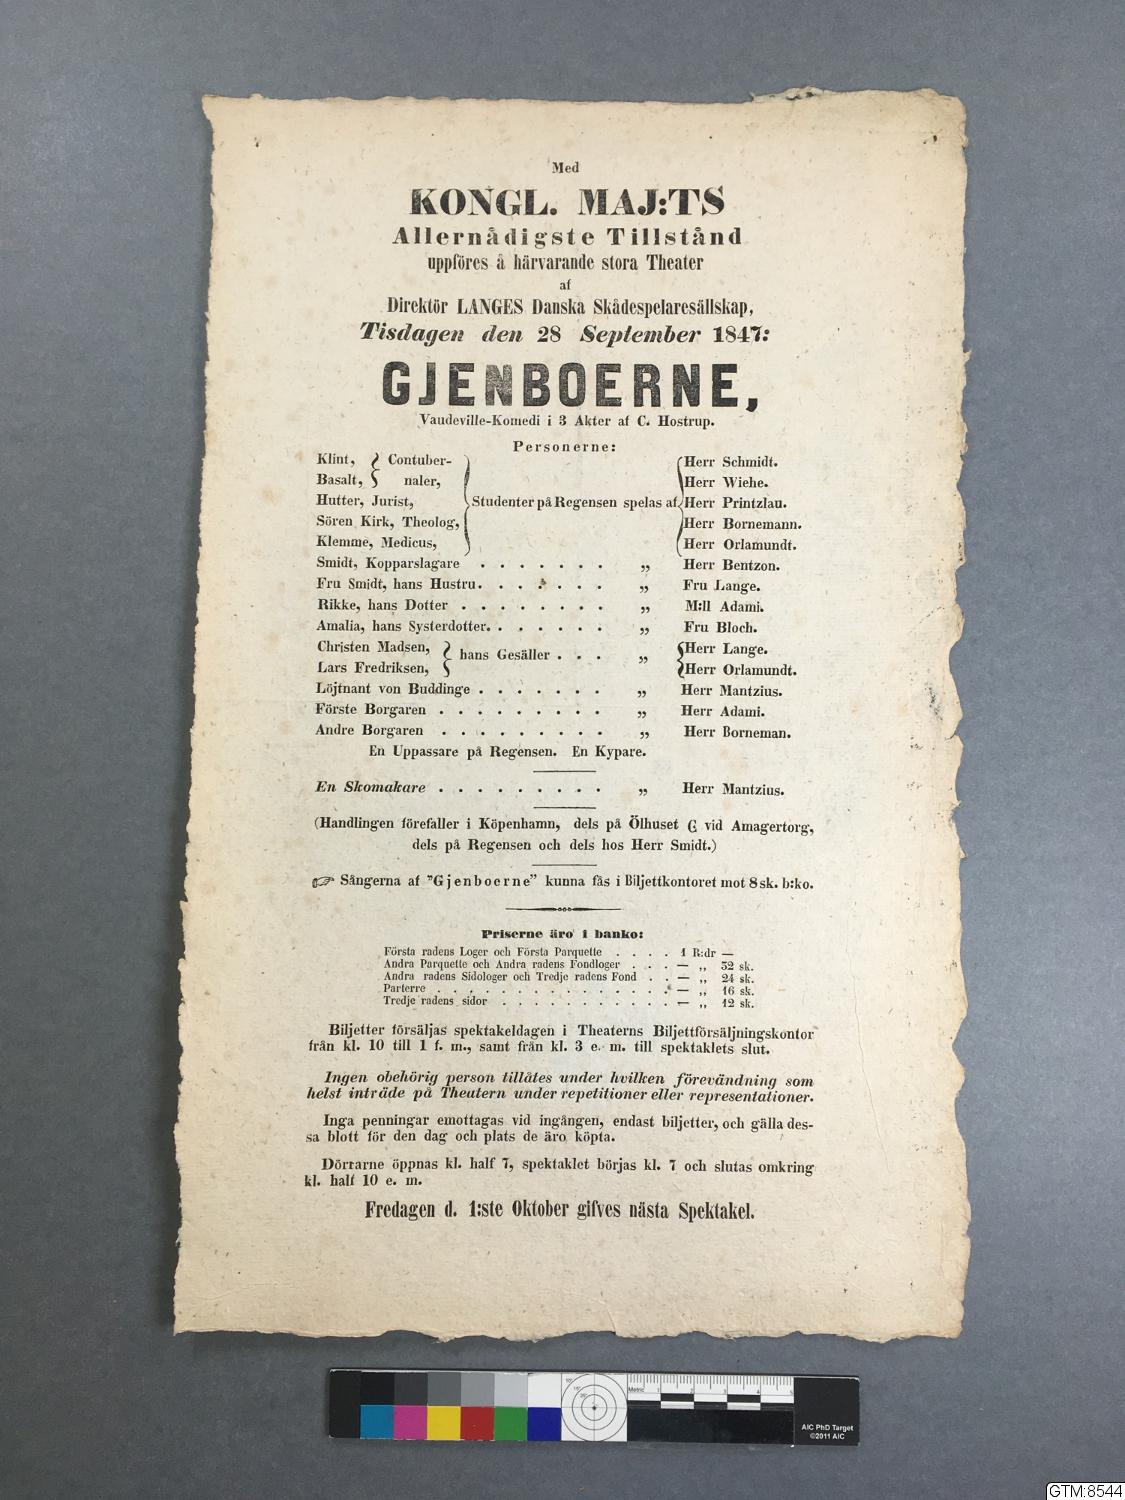 Med
KONGL. MAJ:TS
Allernådigste Tillstånd
uppföres å härvarande stora Theater
af
Direktör LANGES Danska Skådespelaresällskap,
Tisdagen den 28 September 1847:
GJENBOERNE,
Vaudeville-Komedi i 3 Akter af C. Hostrup.
Personerne:
Klint, } Contuber- Herr Schmidt.
Basalt, naler, Herr Wiehe.
Hutter, Jurist, Studenter på Regensen spelas af Herr Printzlau.
Sören Kirk, Theolog, Herr Bornemann.
Klemme, Medicus, Herr Orlamundt.
Smidt, Kopparslagare . . . . . . . „ Herr Bentzon.
Fru Smidt, hans Hustru. . . . . . . „ Fru Lange.
Rikke, hans Dotter . . . . . . . . „ M:ll Adami.
Amalia, hans Systerdotter. . . . . . . „ Fru Bloch.
Christen Madsen, } hans Gesäller . . . „ { Herr Lange.
Lars Fredriksen, Herr Orlamundt.
Löjtnant von Buddinge . . . . . . . „ Herr Mantzius.
Förste Borgaren . . . . . . . . . „ Herr Adami.
Andre Borgaren . . . . . . . . . „ Herr Borneman.
En Uppassare på Regensen. En Kypare.
En Skomakare . . . . . . . . . „ Herr Mantzius.
(Handlingen förefaller i Köpenhamn, dels på Ölhuset G vid Amagertorg,
dels på Regensen och dels hos Herr Smidt.)
☞ Sångerna af "Gjenboerne" kunna fås i Biljettkontoret mot 8 sk. b:ko.
Priserne äro i banko:
Första radens Loger och Första Parquette . . . . 1 R:dr —
Andra Parquette och Andra radens Fondloger . . . — „ 32 sk.
Andra radens Sidologer och Tredje radens Fond . . — „ 24 sk.
Parterre . . . . . . . . . . . . . . . — „ 16 sk.
Tredje radens sidor . . . . . . . . . . . — „ 12 sk.
Biljetter försäljas spektakeldagen i Theaterns Biljettförsäljningskontor
från kl. 10 till 1 f. m., samt från kl. 3 e. m. till spektaklets slut.
Ingen obehörig person tillåtes under hvilken förevändning som
helst inträde på Theatern under repetitioner eller representationer.
Inga penningar emottagas vid ingången, endast biljetter, och gälla des-
sa blott för den dag och plats de äro köpta.
Dörrarne öppnas kl. half 7, spektaklet börjas kl. 7 och slutas omkring
kl. half 10 e. m.
Fredagen d. 1:ste Oktober gifves nästa Spektakel.
Metric 1 2 3 4 5
AIC PhD Target
©2011 AIC
GTM:8544